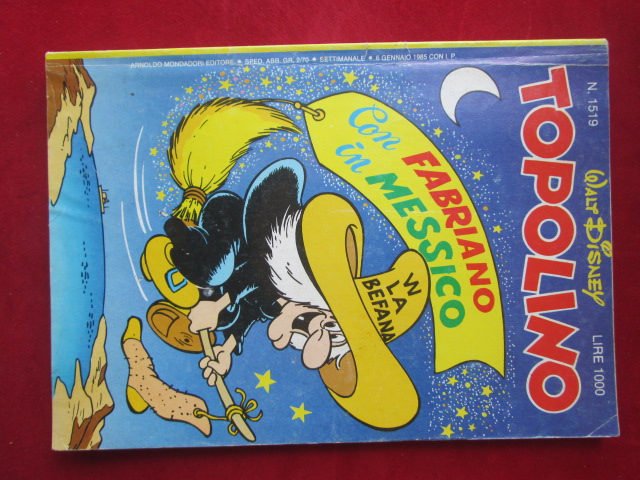 ARNOLDO MONDADORI EDITORE • SPED. ABB. GR. 2/70 • SETTIMANALE • 6 GENNAIO 1985 CON I. P.
N. 1519
WALT DISNEY
LIRE 1000
TOPOLINO
Con FABRIANO
in MESSICO
W
LA
BEFANA